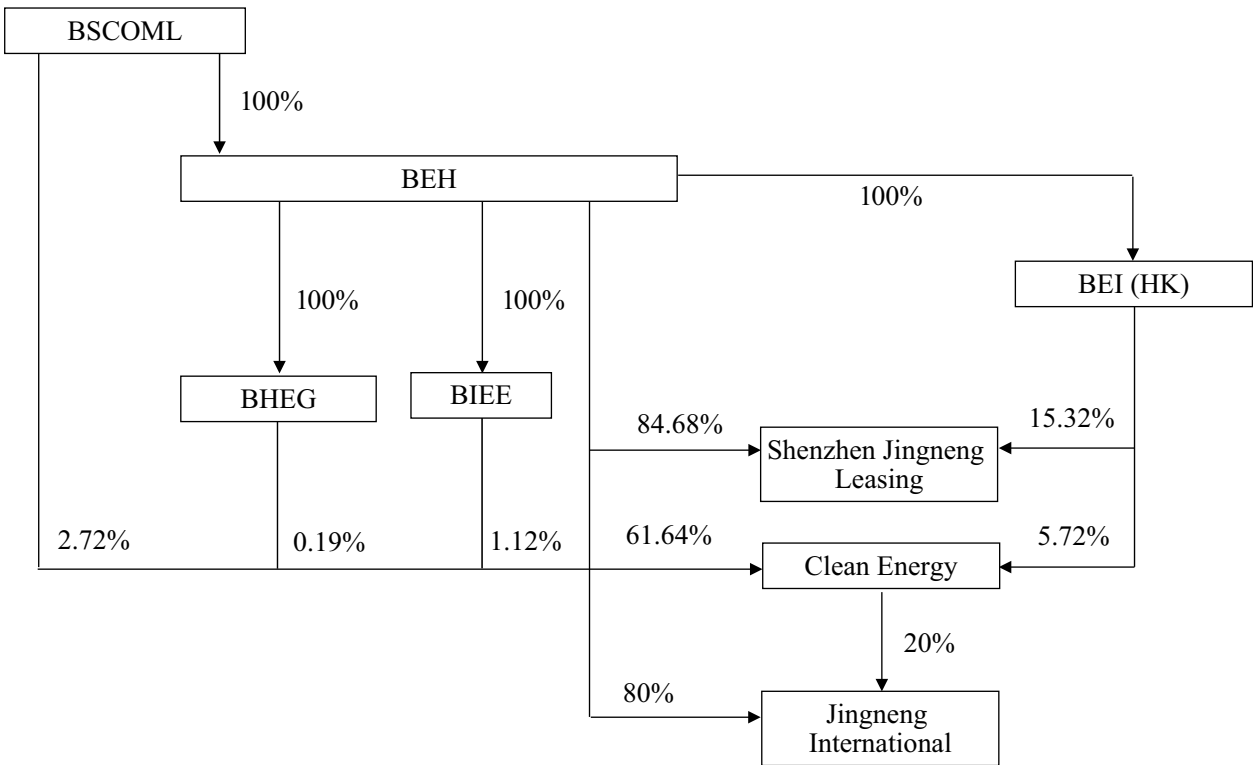 BSCOML
100%
BEH
100%
BEI (HK)
100%
100%
BHEG
BIEE
84.68%
15.32%
Shenzhen Jingneng
Leasing
2.72%
0.19%
1.12%
61.64%
5.72%
Clean Energy
20%
80%
Jingneng
International